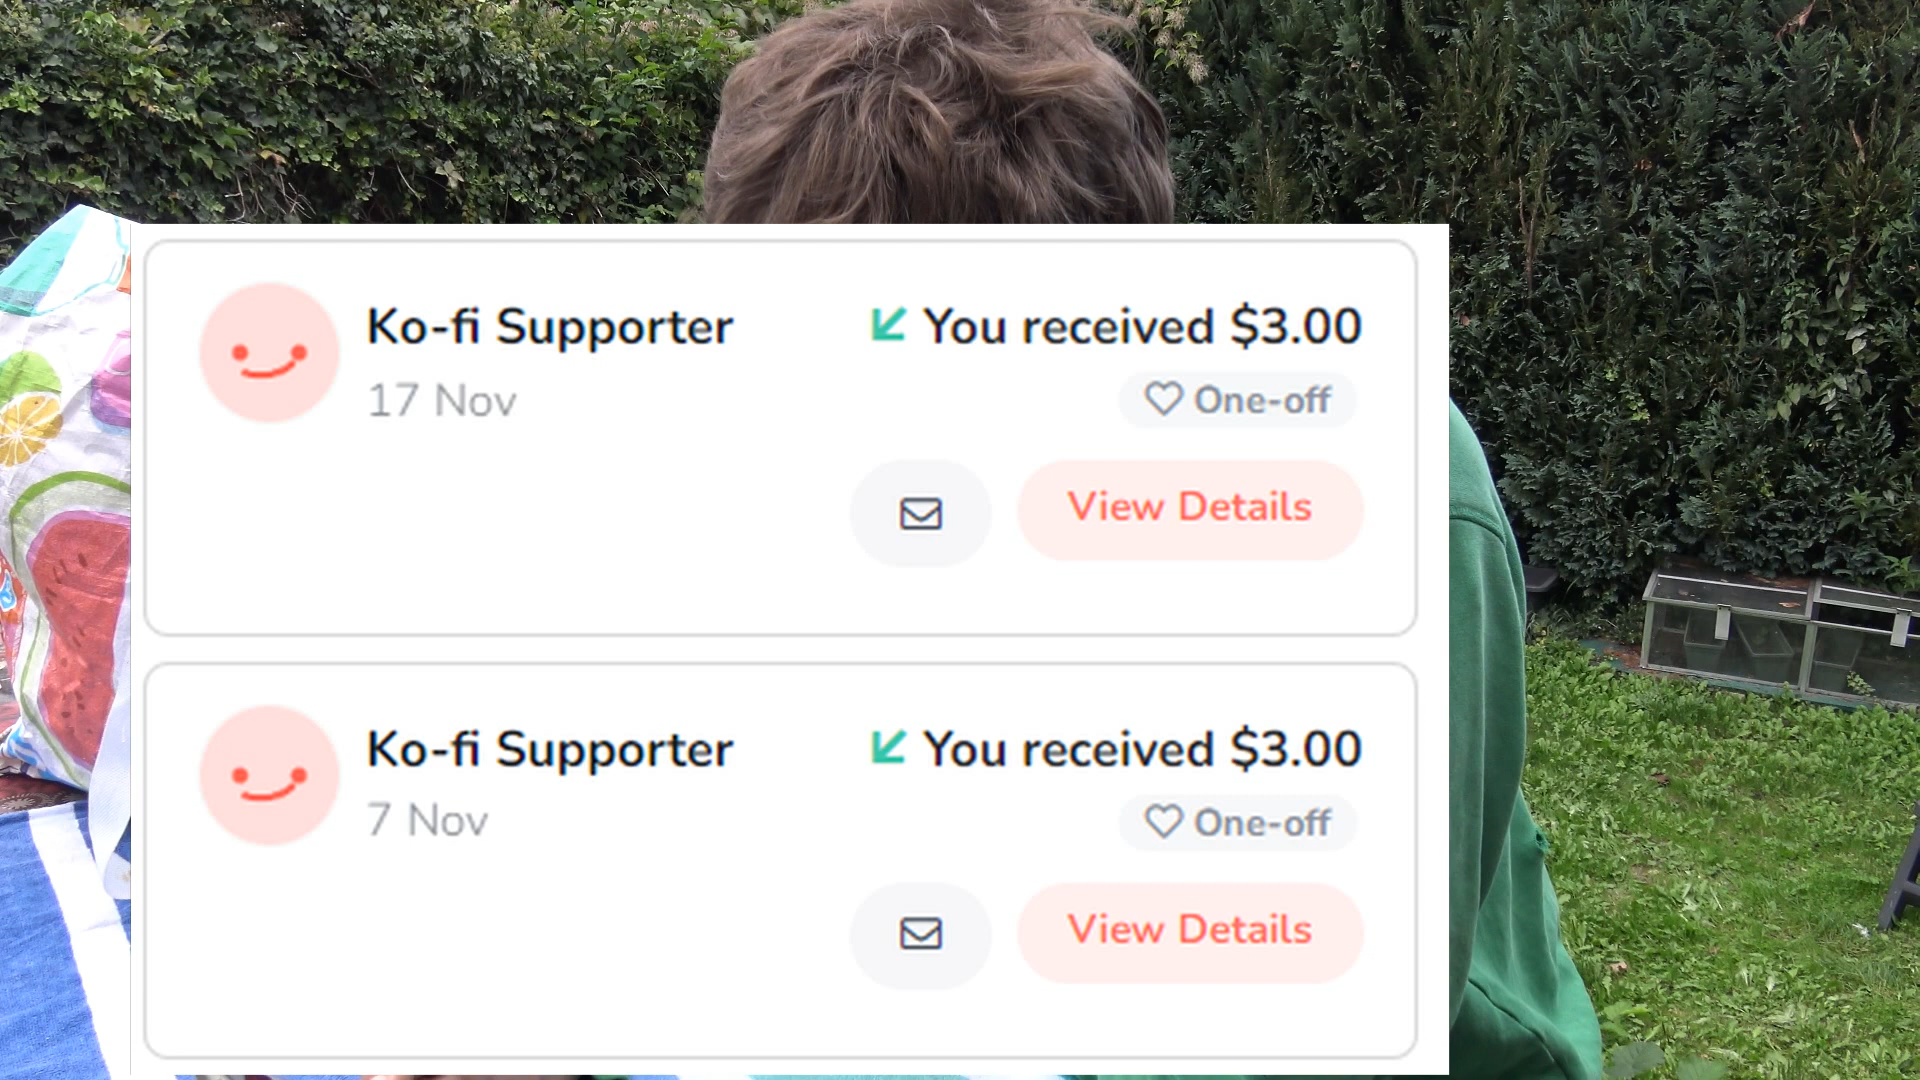 Ko-fi Supporter
You received $3.00
17 Nov
One-off
View Details
Ko-fi Supporter
You received $3.00
7 Nov
One-off
View Details